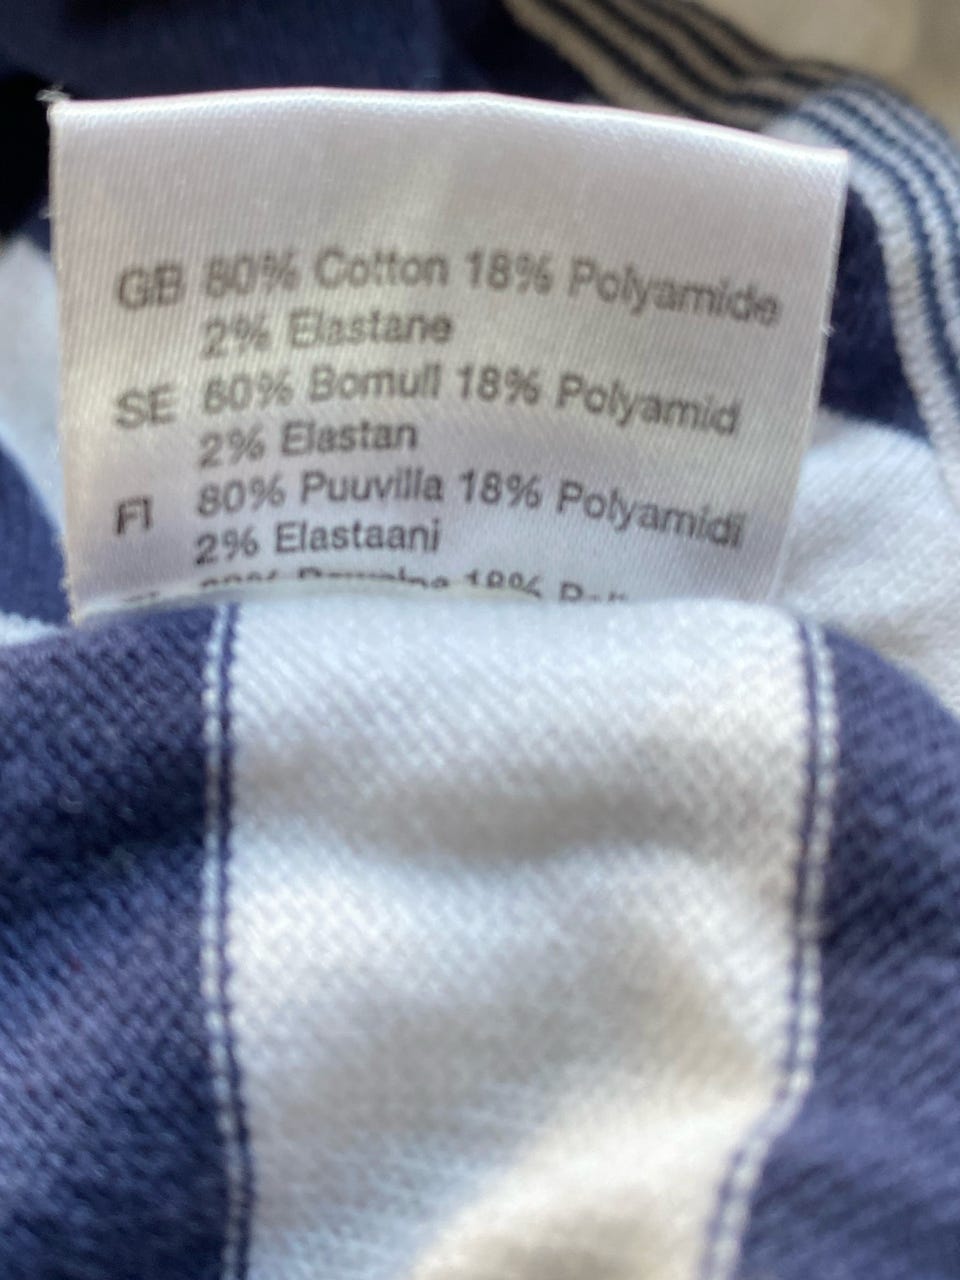 GB 80% Cotton 18% Polyamide
2% Elastane
SE 80% Bomull 18% Polyamid
2% Elastan
FI 80% Puuvilla 18% Polyamidi
2% Elastaani
18%